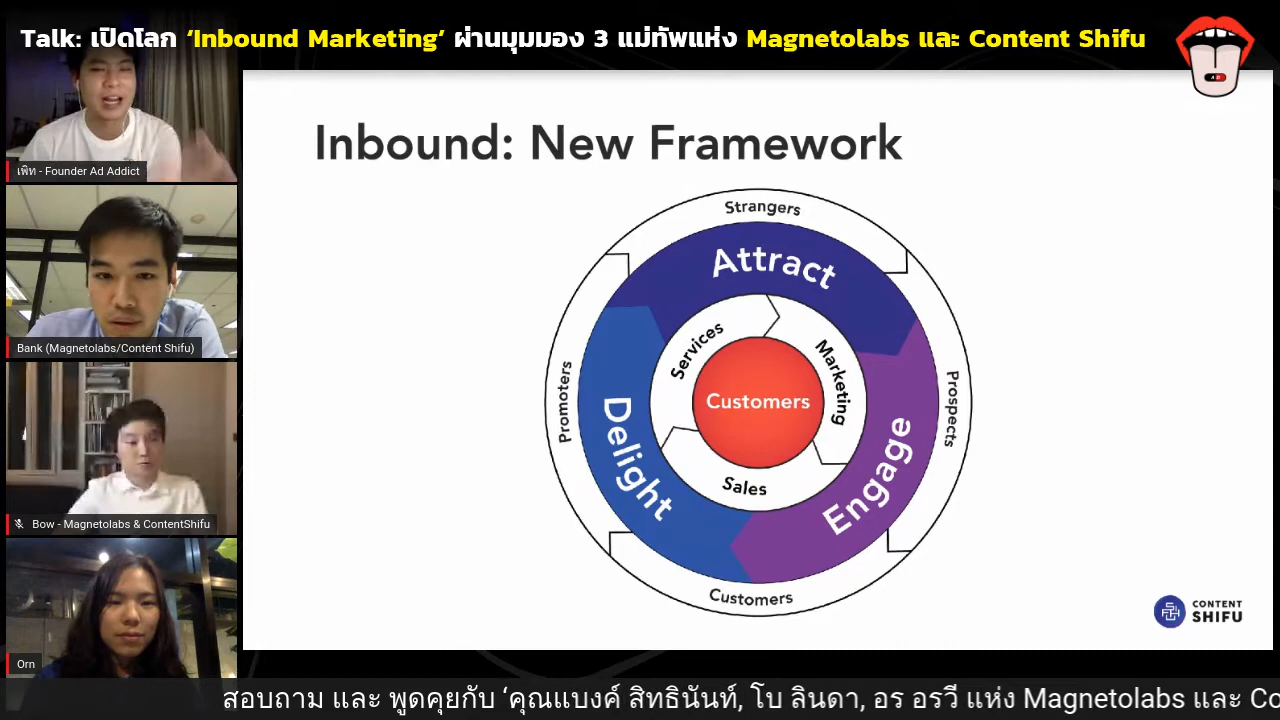 Talk: เปิดโลก ‘Inbound Marketing’ ผ่านมุมมอง 3 แม่ทัพแห่ง Magnetolabs และ Content Shifu
AD
เพิท - Founder Ad Addict
Bank (Magnetolabs/Content Shifu)
Bow - Magnetolabs & ContentShifu
Orn
Inbound: New Framework
Strangers
Attract
Services
Marketing
Customers
Promoters
Prospects
Delight
Engage
Sales
Customers
CONTENT
SHIFU
สอบถาม และ พูดคุยกับ ‘คุณแบงค์ สิทธินันท์, โบ ลินดา, อร อรวี แห่ง Magnetolabs และ Co